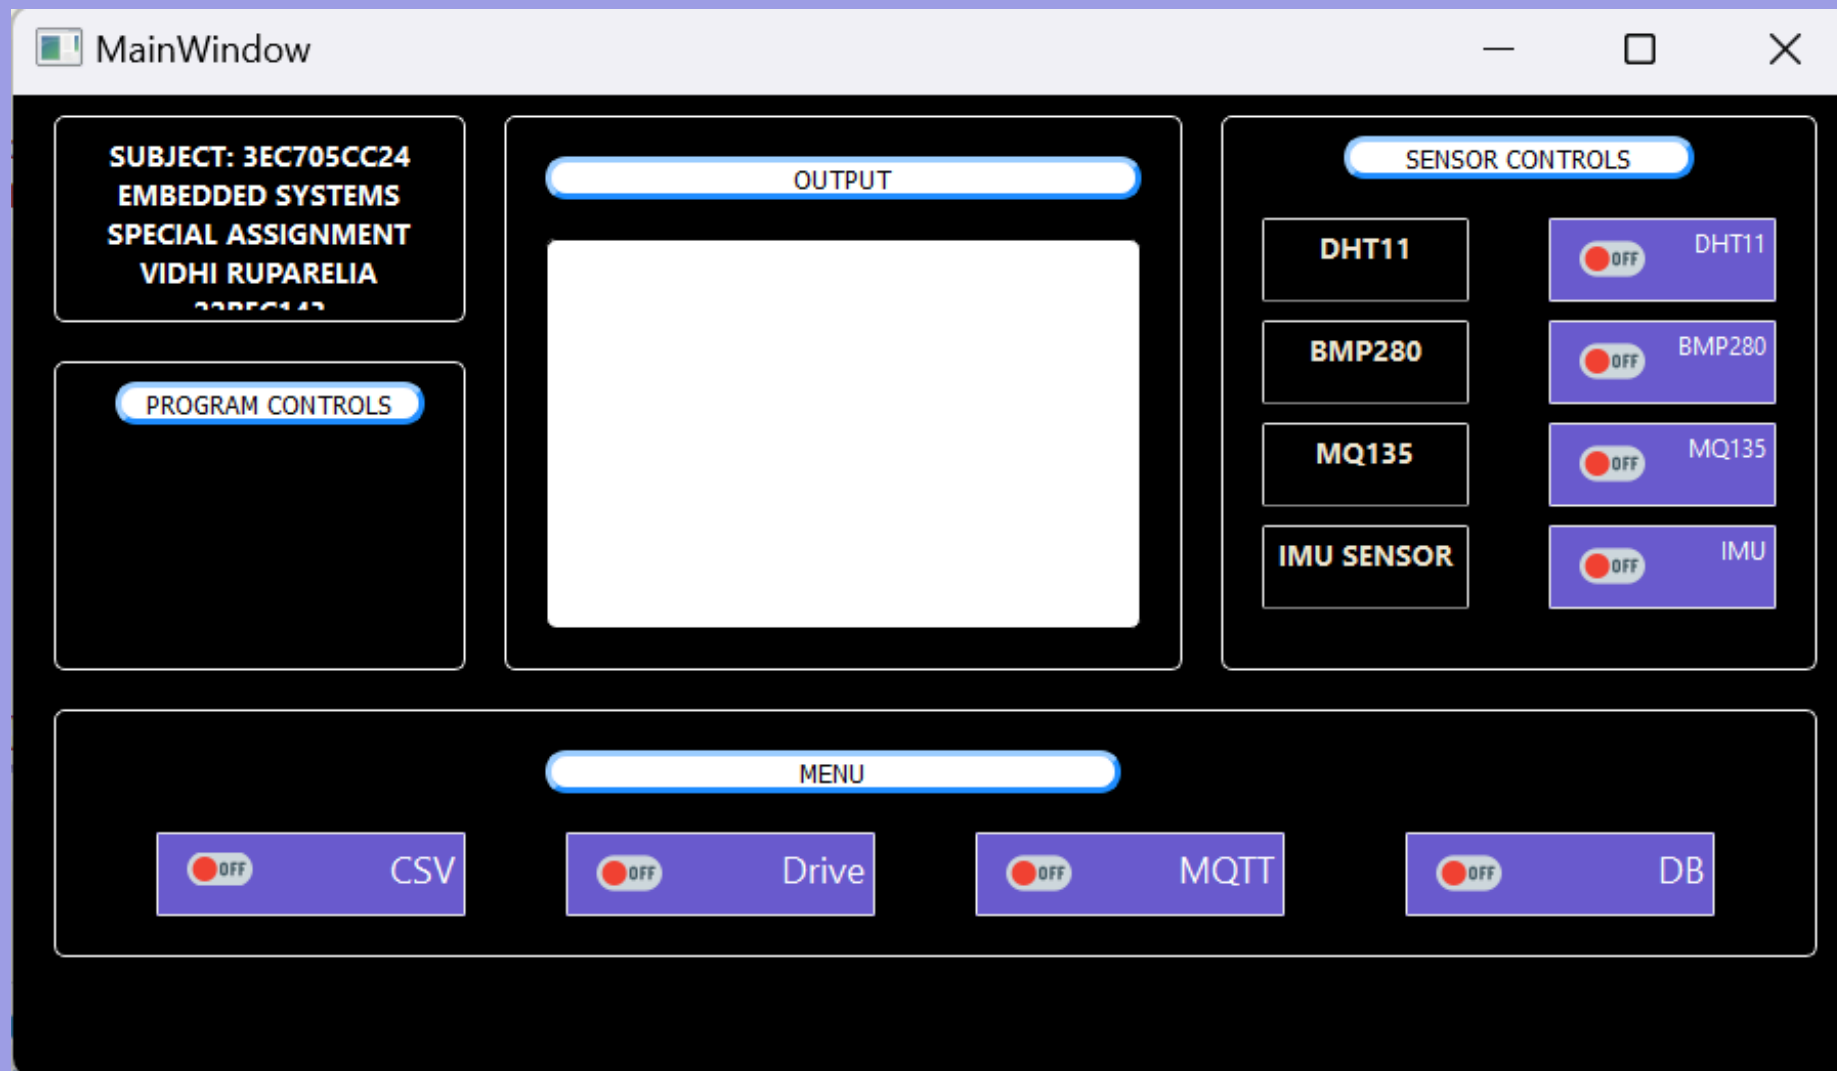 MainWindow
SUBJECT: 3EC705CC24
EMBEDDED SYSTEMS
SPECIAL ASSIGNMENT
VIDHI RUPARELIA
PROGRAM CONTROLS
OUTPUT
SENSOR CONTROLS
DHT11
OFF DHT11
BMP280
OFF BMP280
MQ135
OFF MQ135
IMU SENSOR
OFF IMU
MENU
OFF CSV
OFF Drive
OFF MQTT
OFF DB